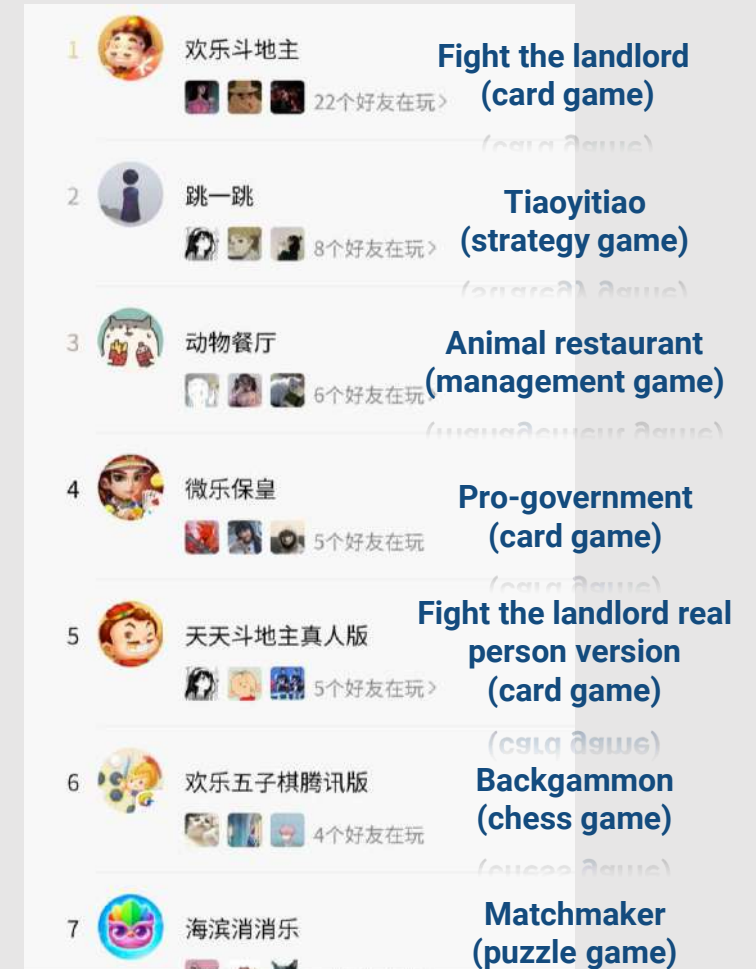 1
欢乐斗地主
22个好友在玩>
Fight the landlord
(card game)
2
跳一跳
8个好友在玩>
Tiaoyitiao
(strategy game)
3
动物餐厅
6个好友在玩
Animal restaurant
(management game)
4
微乐保皇
5个好友在玩
Pro-government
(card game)
5
天天斗地主真人版
5个好友在玩>
Fight the landlord real
person version
(card game)
6
欢乐五子棋腾讯版
4个好友在玩
Backgammon
(chess game)
7
海滨消消乐
Matchmaker
(puzzle game)